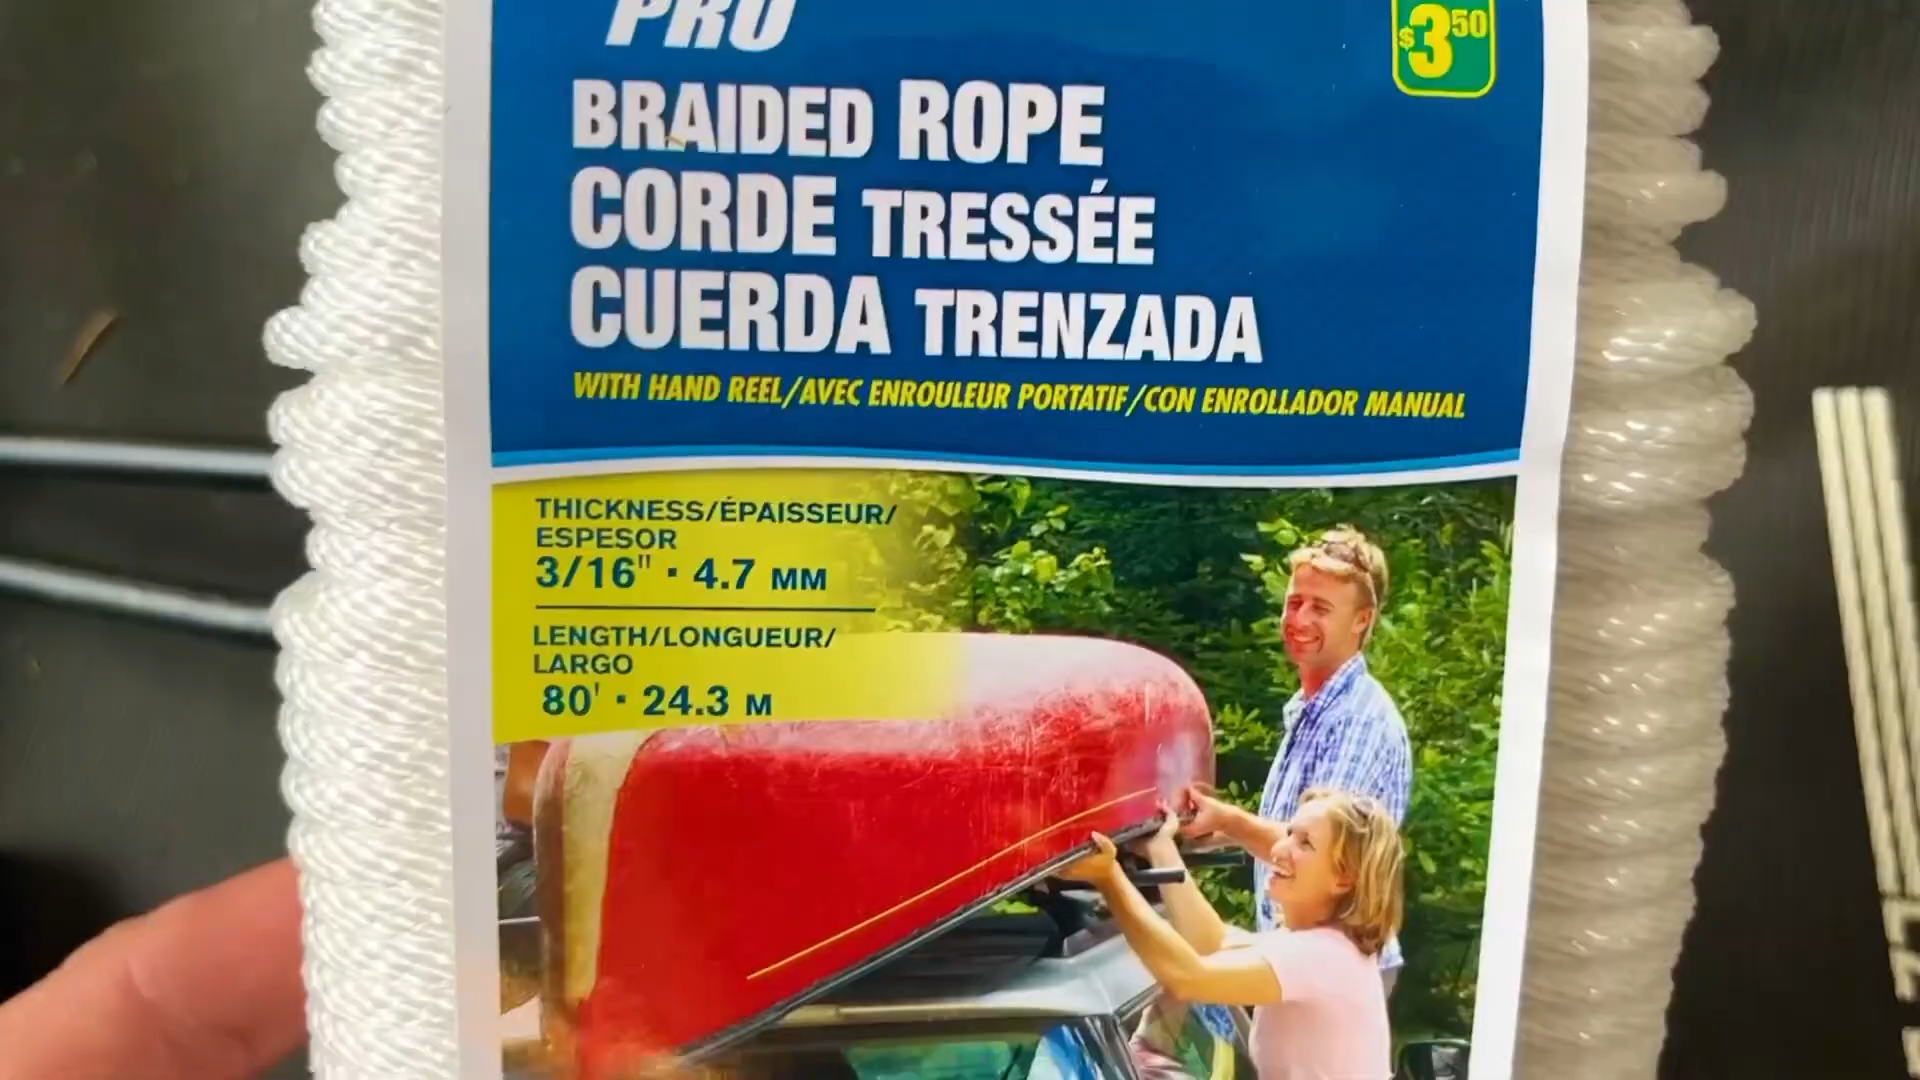 PRO
$3.50
BRAIDED ROPE
CORDE TRESSÉE
CUERDA TRENZADA
WITH HAND REEL/AVEC ENROULEUR PORTATIF/CON ENROLLADOR MANUAL
THICKNESS/ÉPAISSEUR/
ESPESOR
3/16" · 4.7 MM
LENGTH/LONGUEUR/
LARGO
80' · 24.3 M